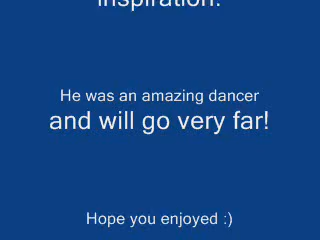 inspiration.
He was an amazing dancer
and will go very far!
Hope you enjoyed :)